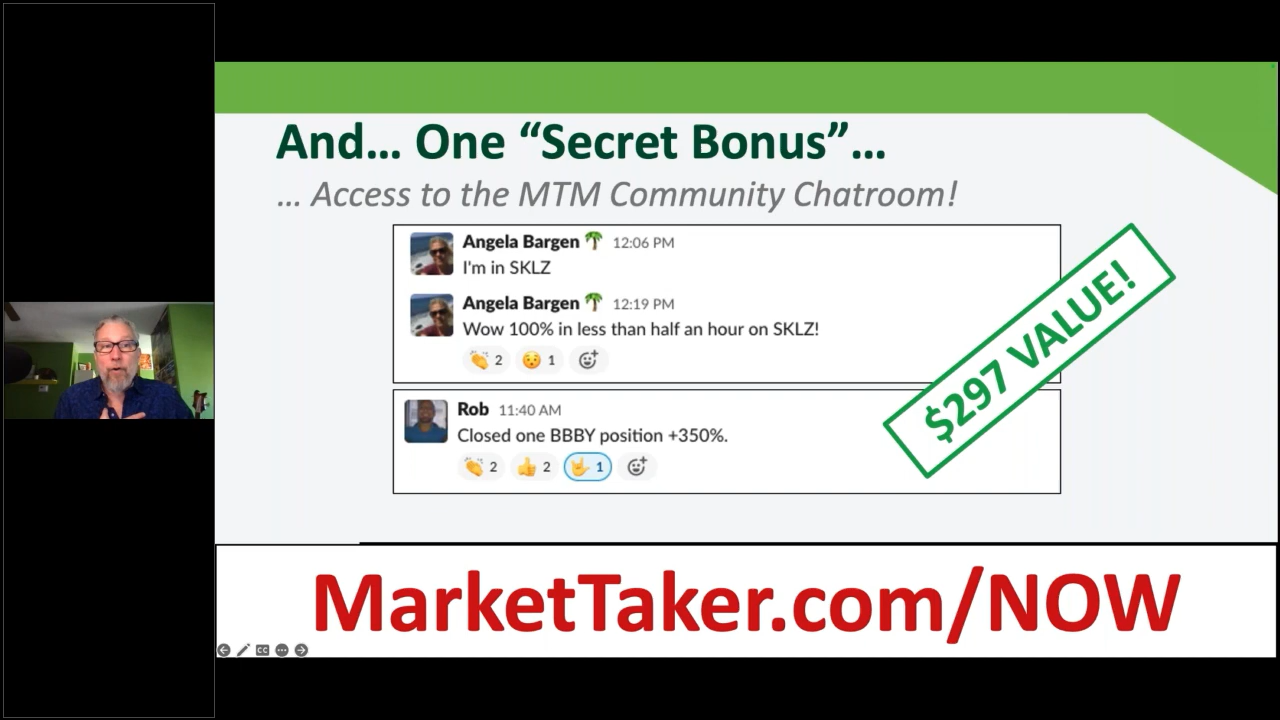 And... One “Secret Bonus”...
... Access to the MTM Community Chatroom!
Angela Bargen 🌴 12:06 PM
I'm in SKLZ
Angela Bargen 🌴 12:19 PM
Wow 100% in less than half an hour on SKLZ!
👏 2 😯 1
$297 VALUE!
Rob 11:40 AM
Closed one BBBY position +350%.
👏 2 👍 2 🤟 1
MarketTaker.com/NOW
CC